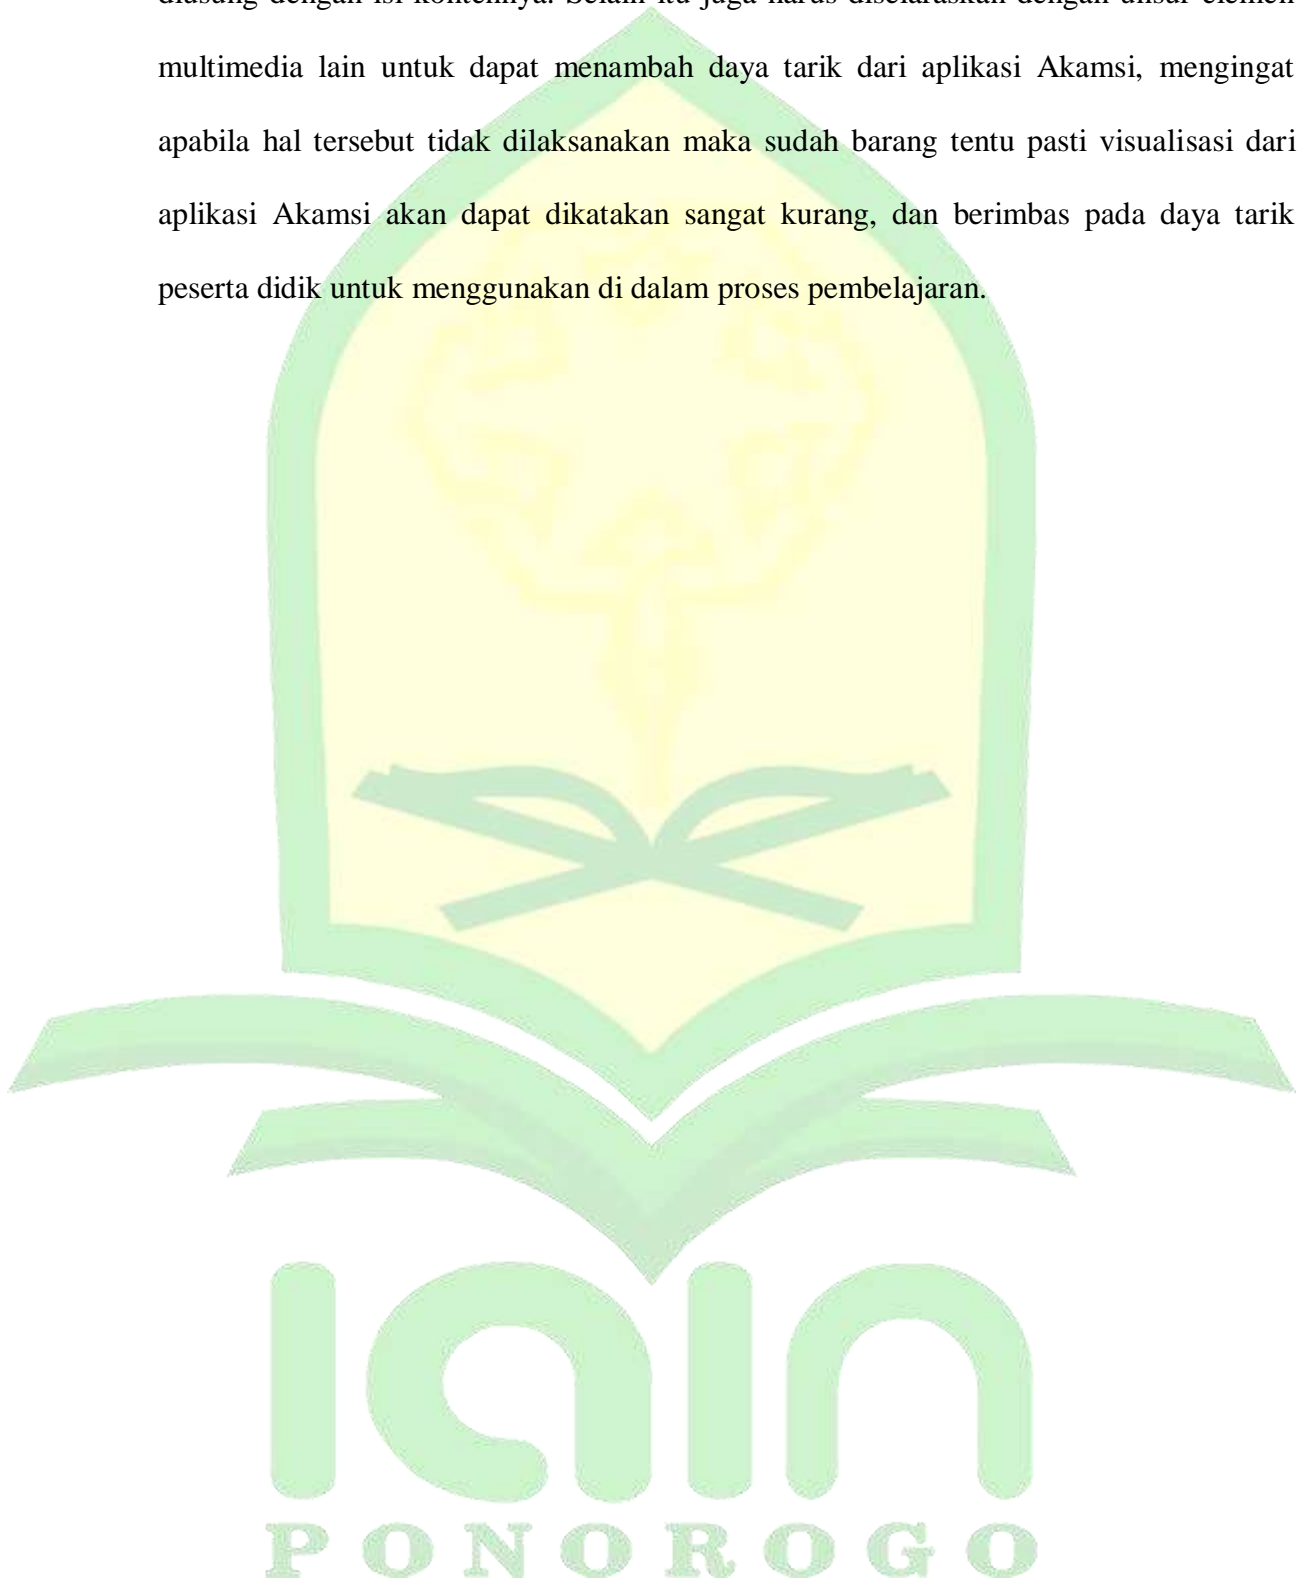 diusung dengan isi kontennya. Selain itu juga harus diselaraskan dengan unsur elemen
multimedia lain untuk dapat menambah daya tarik dari aplikasi Akamsi, mengingat
apabila hal tersebut tidak dilaksanakan maka sudah barang tentu pasti visualisasi dari
aplikasi Akamsi akan dapat dikatakan sangat kurang, dan berimbas pada daya tarik
peserta didik untuk menggunakan di dalam proses pembelajaran.
iain
PONOROGO